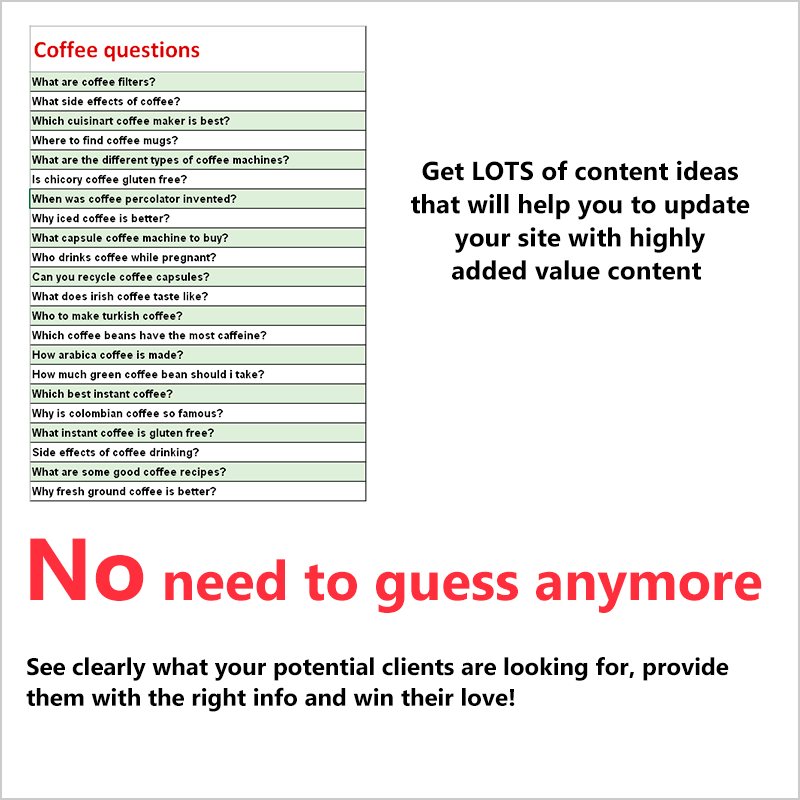 Coffee questions
What are coffee filters?
What side effects of coffee?
Which cuisinart coffee maker is best?
Where to find coffee mugs?
What are the different types of coffee machines?
Is chicory coffee gluten free?
When was coffee percolator invented?
Why iced coffee is better?
What capsule coffee machine to buy?
Who drinks coffee while pregnant?
Can you recycle coffee capsules?
What does irish coffee taste like?
Who to make turkish coffee?
Which coffee beans have the most caffeine?
How arabica coffee is made?
How much green coffee bean should i take?
Which best instant coffee?
Why is colombian coffee so famous?
What instant coffee is gluten free?
Side effects of coffee drinking?
What are some good coffee recipes?
Why fresh ground coffee is better?
Get LOTS of content ideas
that will help you to update
your site with highly
added value content
No need to guess anymore
See clearly what your potential clients are looking for, provide
them with the right info and win their love!